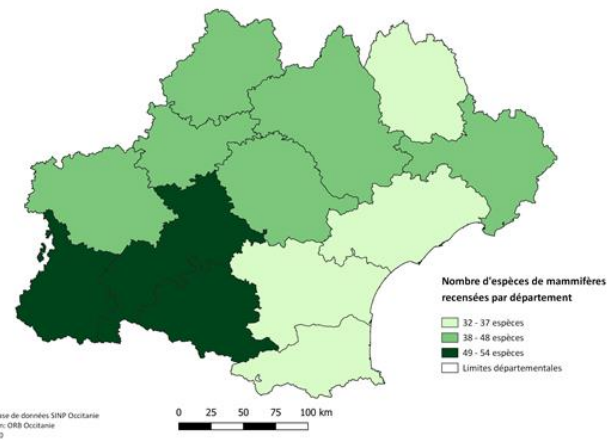 Nombre d'espèces de mammifères
recensées par département
32 - 37 espèces
38 - 48 espèces
49 - 54 espèces
Limites départementales
de données SINP Occitanie
ORB Occitanie
0 25 50 75 100 km